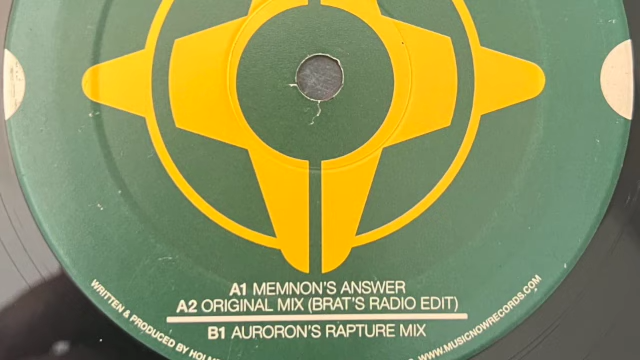 A1 MEMNON'S ANSWER
A2 ORIGINAL MIX (BRAT'S RADIO EDIT)
B1 AURORON'S RAPTURE MIX
WRITTEN & PRODUCED BY
WWW.MUSICNOWRECORDS.COM